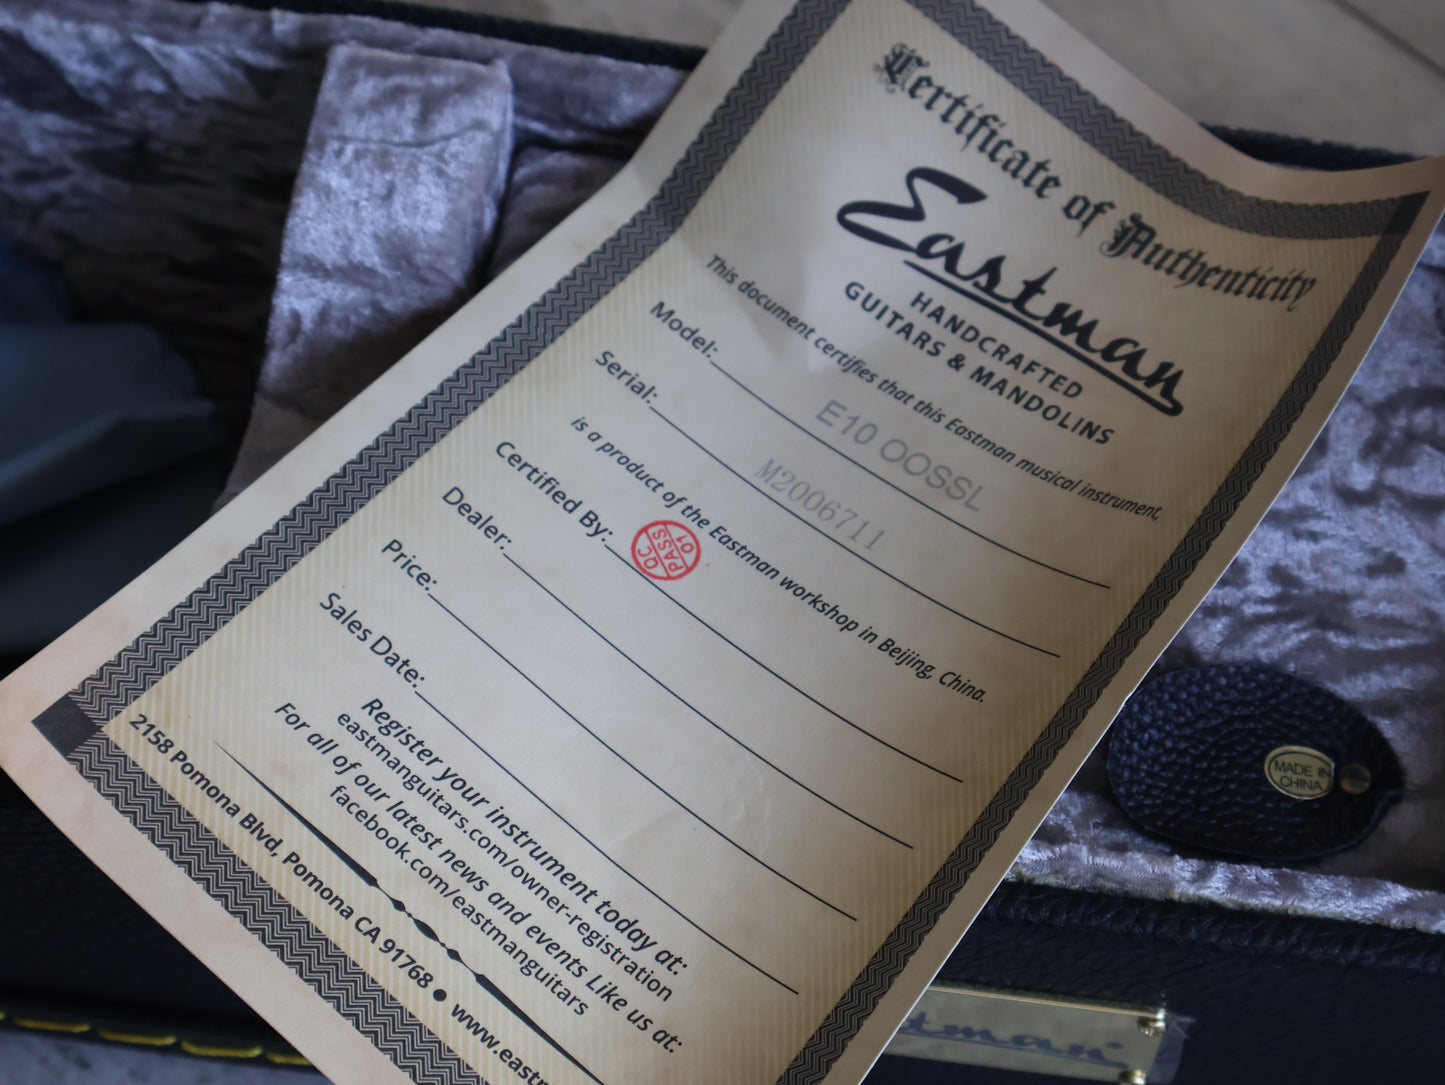 Certificate of Authenticity
Eastman
HANDCRAFTED
GUITARS & MANDOLINS
This document certifies that this Eastman musical instrument,
Model: E10 OOSSL
Serial: M2006711
is a product of the Eastman workshop in Beijing, China.
Certified By: QC PASS 01
Dealer:
Price:
Sales Date:
Register your instrument today at:
eastmanguitars.com/owner-registration
For all of our latest news and events Like us at:
facebook.com/eastmanguitars
2158 Pomona Blvd, Pomona CA 91768 ● www.eastm
MADE IN
CHINA